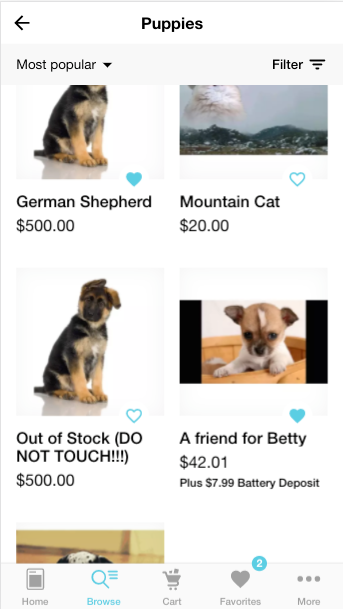 Puppies
Most popular
Filter
German Shepherd
$500.00
Mountain Cat
$20.00
Out of Stock (DO
NOT TOUCH!!!)
$500.00
A friend for Betty
$42.01
Plus $7.99 Battery Deposit
2
Home
Browse
Cart
Favorites
More